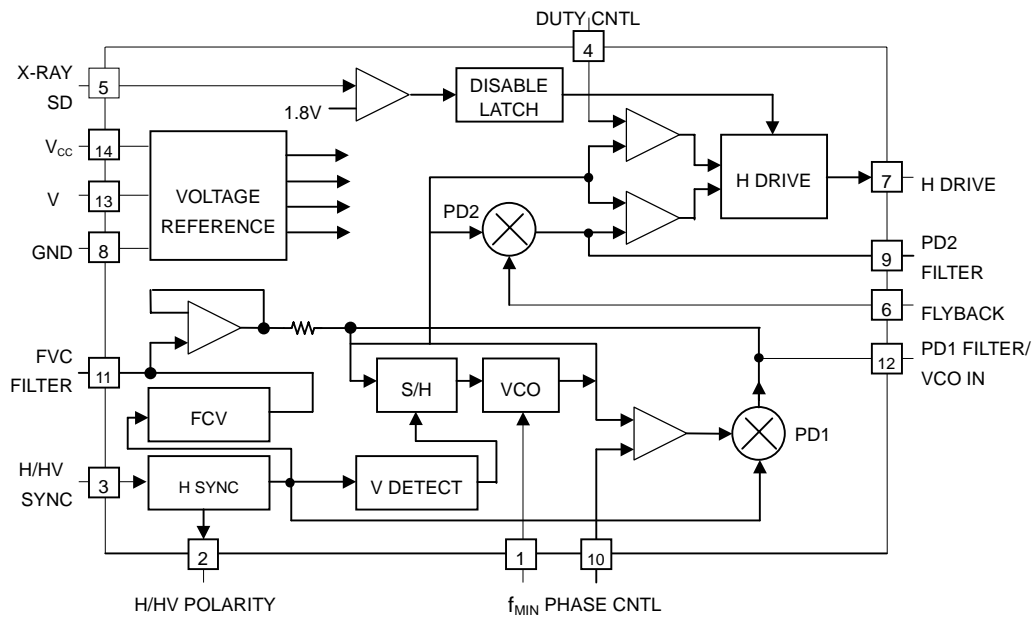 DUTY CNTL
4
X-RAY
SD
5
1.8V
DISABLE
LATCH
V_CC
14
V
13
GND
8
VOLTAGE
REFERENCE
PD2
H DRIVE
7
H DRIVE
9
PD2
FILTER
6
FLYBACK
12
PD1 FILTER/
VCO IN
FVC
FILTER
11
S/H
VCO
FCV
PD1
H/HV
SYNC
3
H SYNC
V DETECT
2
1
10
H/HV POLARITY
f_MIN PHASE CNTL